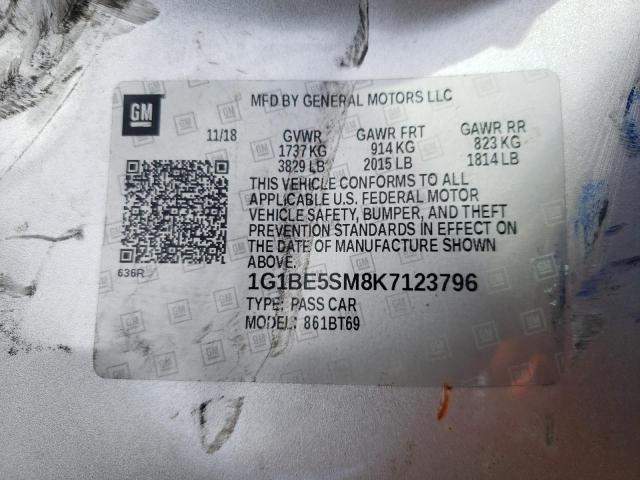 GM
MFD BY GENERAL MOTORS LLC
11/18 GVWR GAWR FRT GAWR RR
1737 KG 914 KG 823 KG
3829 LB 2015 LB 1814 LB
THIS VEHICLE CONFORMS TO ALL
APPLICABLE U.S. FEDERAL MOTOR
VEHICLE SAFETY, BUMPER, AND THEFT
PREVENTION STANDARDS IN EFFECT ON
THE DATE OF MANUFACTURE SHOWN
ABOVE.
636R
1G1BE5SM8K7123796
TYPE: PASS CAR
MODEL: 861BT69